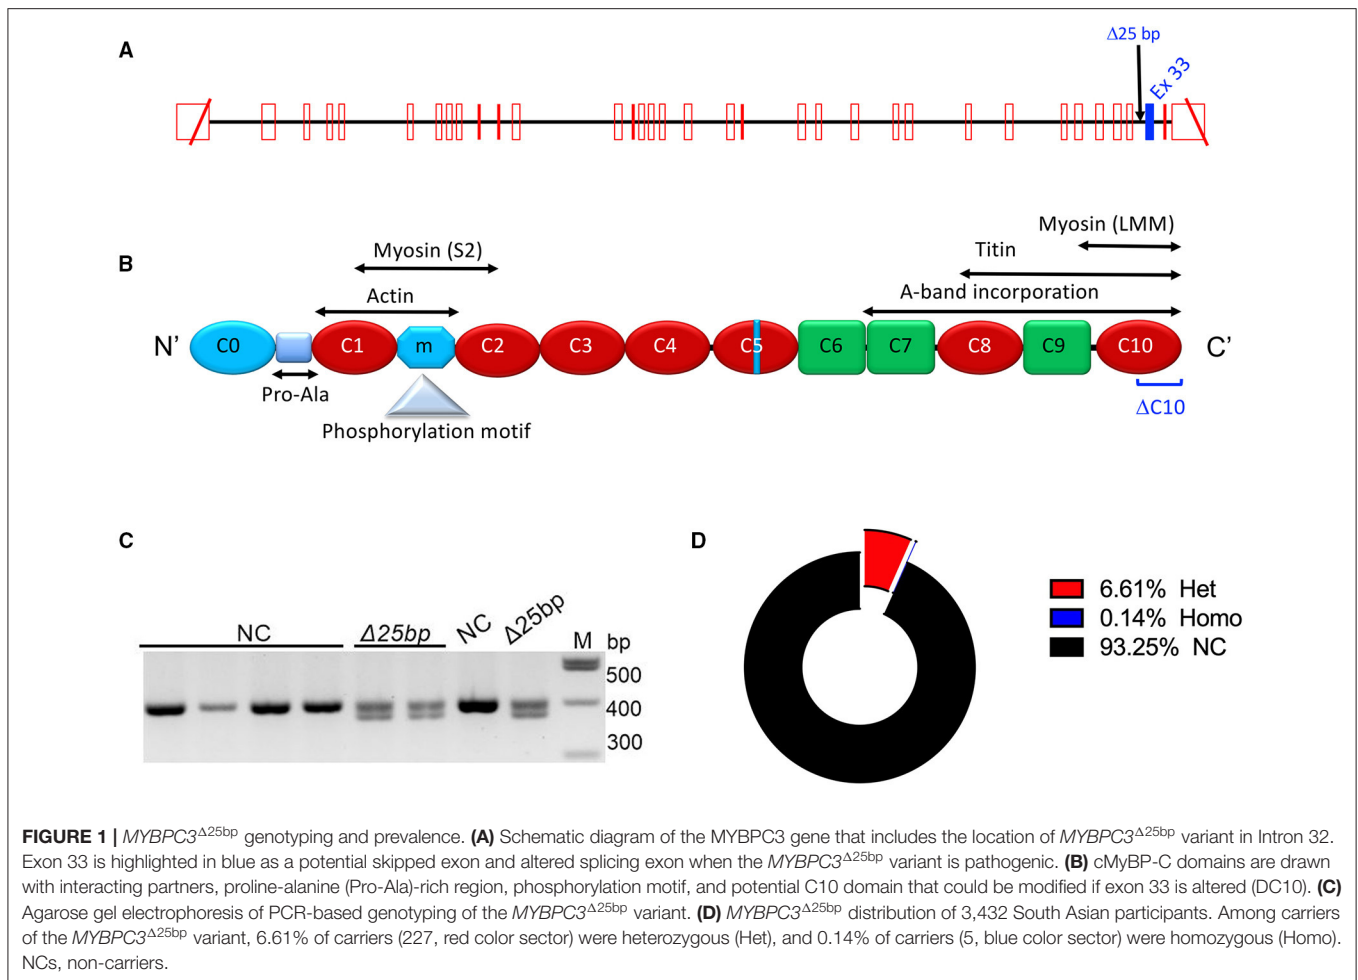 A
Δ25 bp
Ex 33
B
Myosin (LMM)
Myosin (S2)
Titin
Actin
A-band incorporation
N’ C0 C1 m C2 C3 C4 C5 C6 C7 C8 C9 C10 C’
Pro-Ala
ΔC10
Phosphorylation motif
C
NC Δ25bp NC Δ25bp M bp
500
400
300
D
6.61% Het
0.14% Homo
93.25% NC
FIGURE 1 | MYBPC3Δ25bp genotyping and prevalence. (A) Schematic diagram of the MYBPC3 gene that includes the location of MYBPC3Δ25bp variant in Intron 32.
Exon 33 is highlighted in blue as a potential skipped exon and altered splicing exon when the MYBPC3Δ25bp variant is pathogenic. (B) cMyBP-C domains are drawn
with interacting partners, proline-alanine (Pro-Ala)-rich region, phosphorylation motif, and potential C10 domain that could be modified if exon 33 is altered (DC10). (C)
Agarose gel electrophoresis of PCR-based genotyping of the MYBPC3Δ25bp variant. (D) MYBPC3Δ25bp distribution of 3,432 South Asian participants. Among carriers
of the MYBPC3Δ25bp variant, 6.61% of carriers (227, red color sector) were heterozygous (Het), and 0.14% of carriers (5, blue color sector) were homozygous (Homo).
NCs, non-carriers.